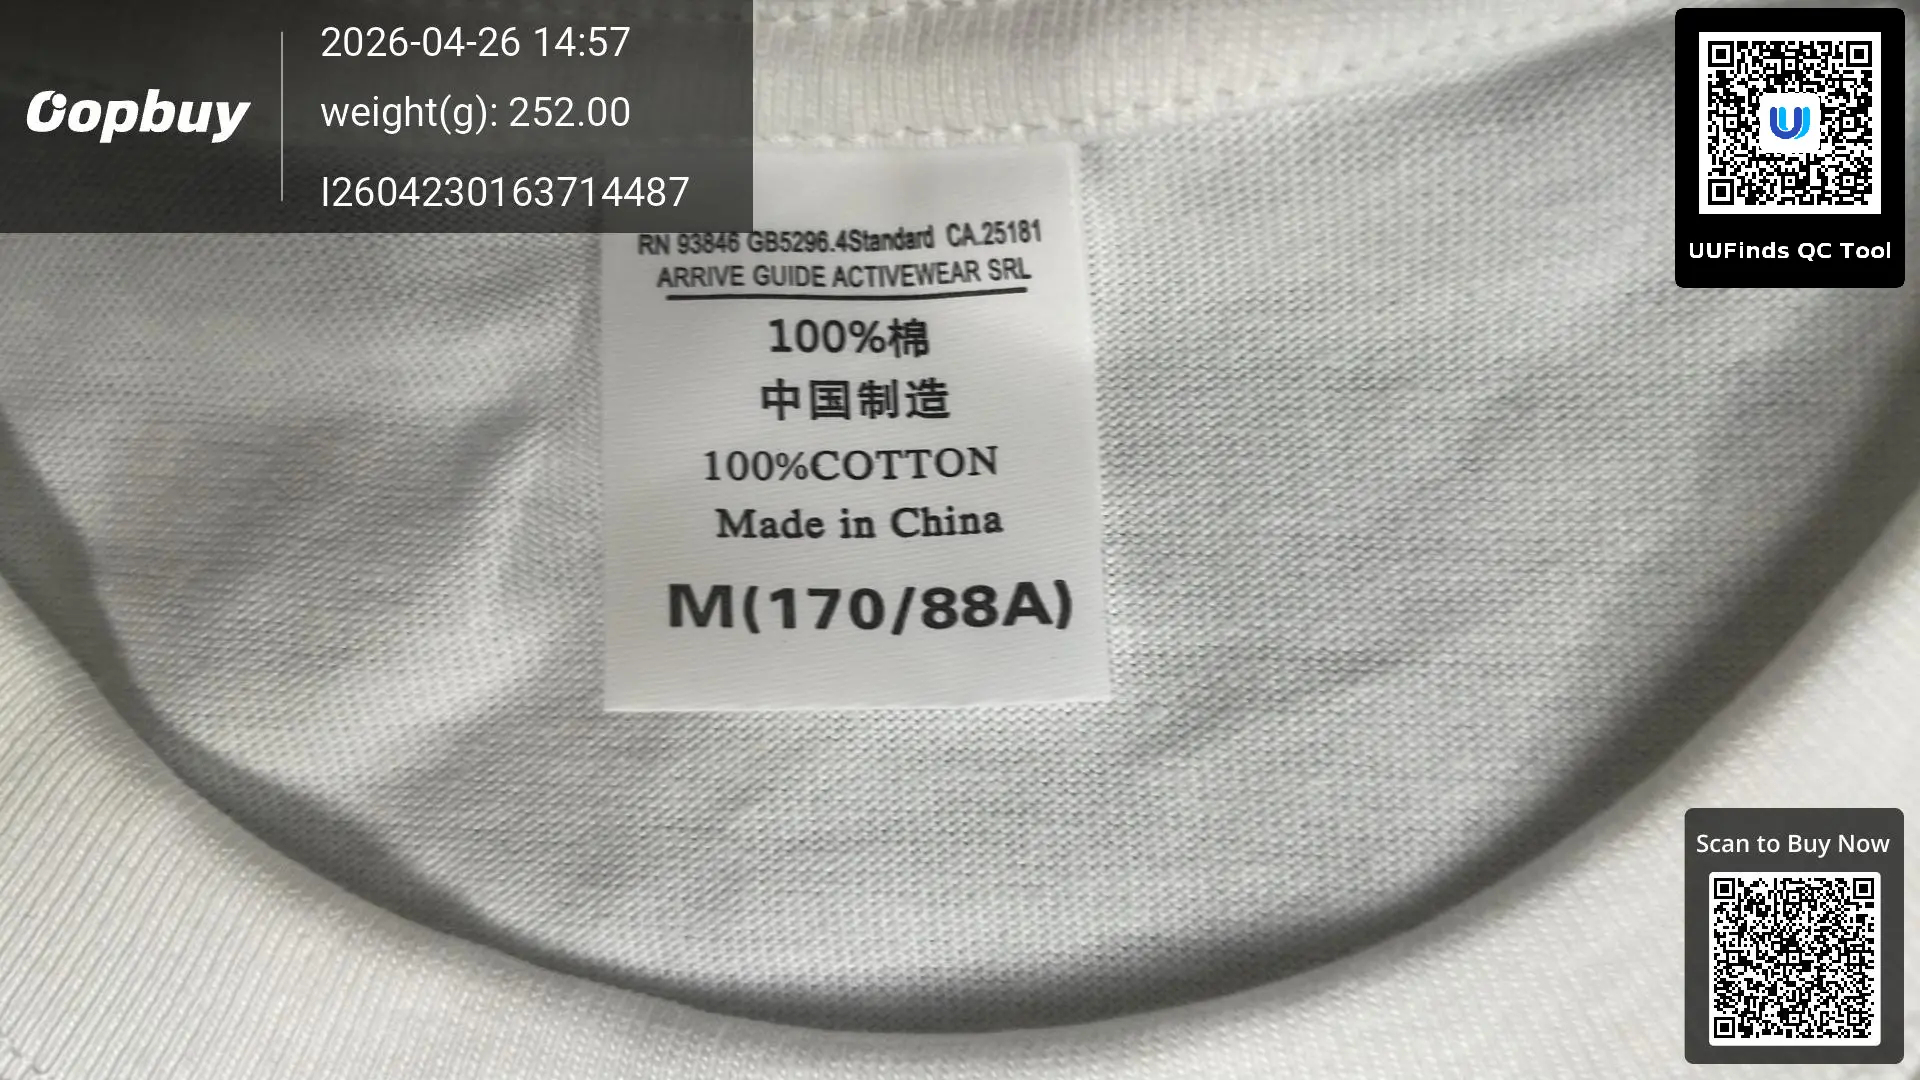 Oopbuy
2026-04-26 14:57
weight(g): 252.00
I2604230163714487
UUFinds QC Tool
RN 93846 GB5296.4Standard CA.25181
ARRIVE GUIDE ACTIVEWEAR SRL
100%棉
中国制造
100%COTTON
Made in China
M(170/88A)
Scan to Buy Now